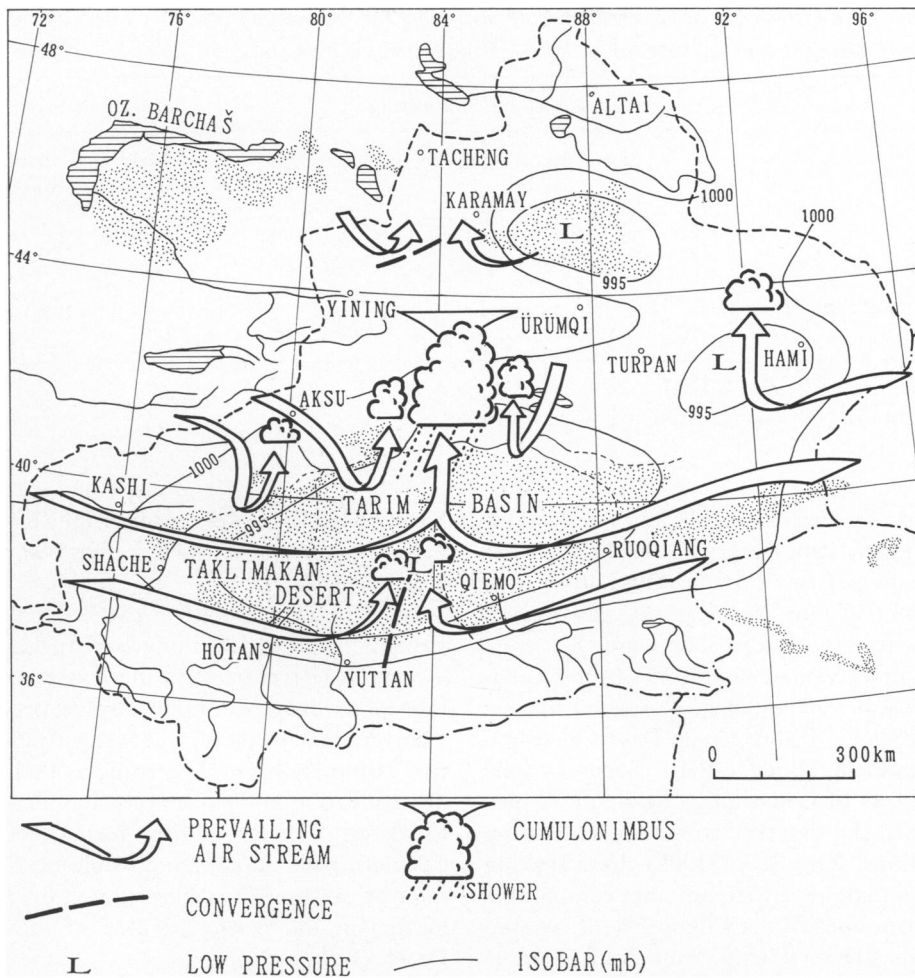 72° 76° 80° 84° 88° 92° 96°
48°
ALTAI
OZ. BARCHAŠ
TACHENG
KARAMAY
1000
1000
L
44°
995
YINING
ÜRÜMQI
TURPAN
L
HAMI
995
AKSU
1000
40°
KASHI
TARIM BASIN
995
SHACHE
RUOQIANG
TAKLIMAKAN
L
QIEMO
DESERT
HOTAN
YUTIAN
36°
0 300km
PREVAILING
AIR STREAM
CUMULONIMBUS
SHOWER
CONVERGENCE
L LOW PRESSURE
ISOBAR(mb)